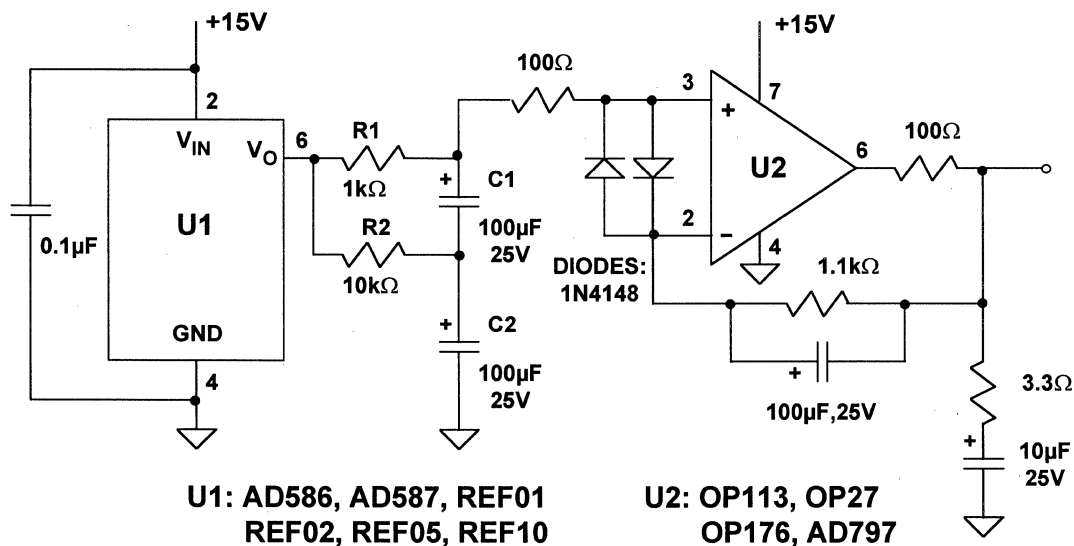 +15V
+15V
100Ω
3
7
2
6
R1
+
100Ω
V_IN
V_O
6
1kΩ
+
C1
U2
U1
R2
100µF
25V
2
−
4
0.1µF
10kΩ
DIODES:
1N4148
1.1kΩ
GND
+
C2
4
100µF
25V
+
100µF,25V
3.3Ω
+
10µF
25V
U1: AD586, AD587, REF01
REF02, REF05, REF10
U2: OP113, OP27
OP176, AD797